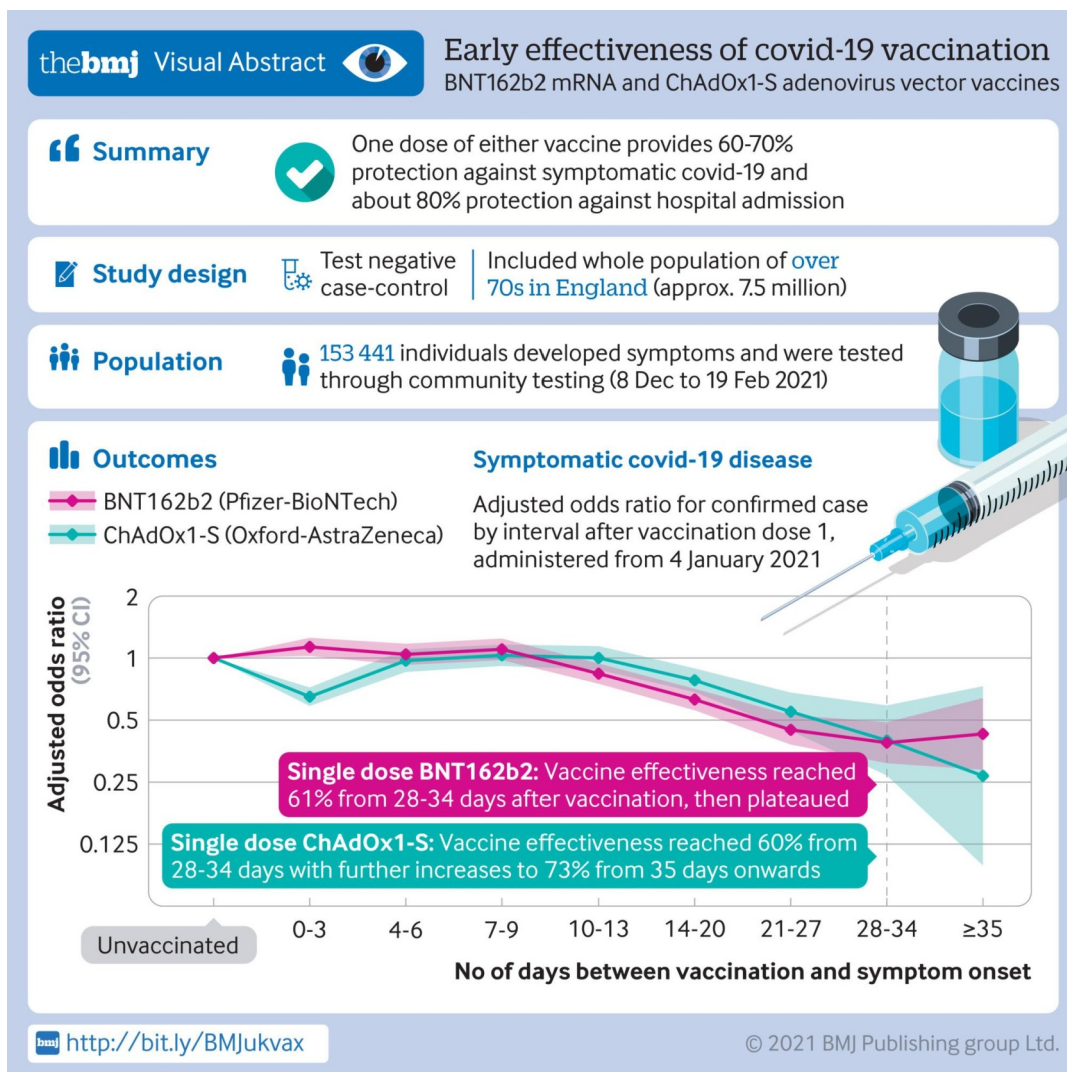 thebmj Visual Abstract
Early effectiveness of covid-19 vaccination
BNT162b2 mRNA and ChAdOx1-S adenovirus vector vaccines
Summary
One dose of either vaccine provides 60-70%
protection against symptomatic covid-19 and
about 80% protection against hospital admission
Study design
Test negative
case-control
Included whole population of over
70s in England (approx. 7.5 million)
Population
153 441 individuals developed symptoms and were tested
through community testing (8 Dec to 19 Feb 2021)
Outcomes
BNT162b2 (Pfizer-BioNTech)
ChAdOx1-S (Oxford-AstraZeneca)
Symptomatic covid-19 disease
Adjusted odds ratio for confirmed case
by interval after vaccination dose 1,
administered from 4 January 2021
Adjusted odds ratio
(95% CI)
2
1
0.5
0.25
0.125
Single dose BNT162b2: Vaccine effectiveness reached
61% from 28-34 days after vaccination, then plateaued
Single dose ChAdOx1-S: Vaccine effectiveness reached 60% from
28-34 days with further increases to 73% from 35 days onwards
Unvaccinated
0-3
4-6
7-9
10-13
14-20
21-27
28-34
≥35
No of days between vaccination and symptom onset
bmj http://bit.ly/BMJukvax
© 2021 BMJ Publishing group Ltd.